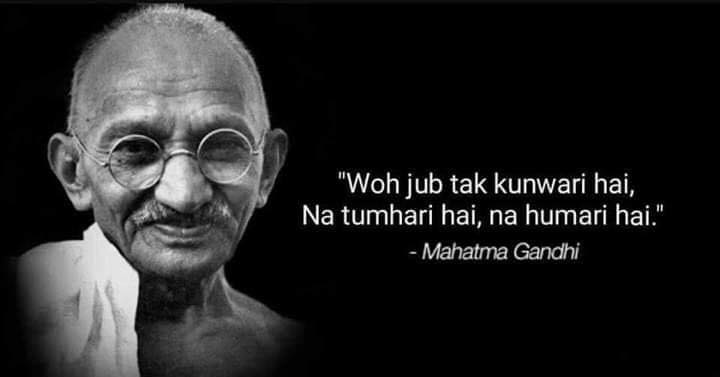 "Woh jub tak kunwari hai,
Na tumhari hai, na humari hai."
- Mahatma Gandhi